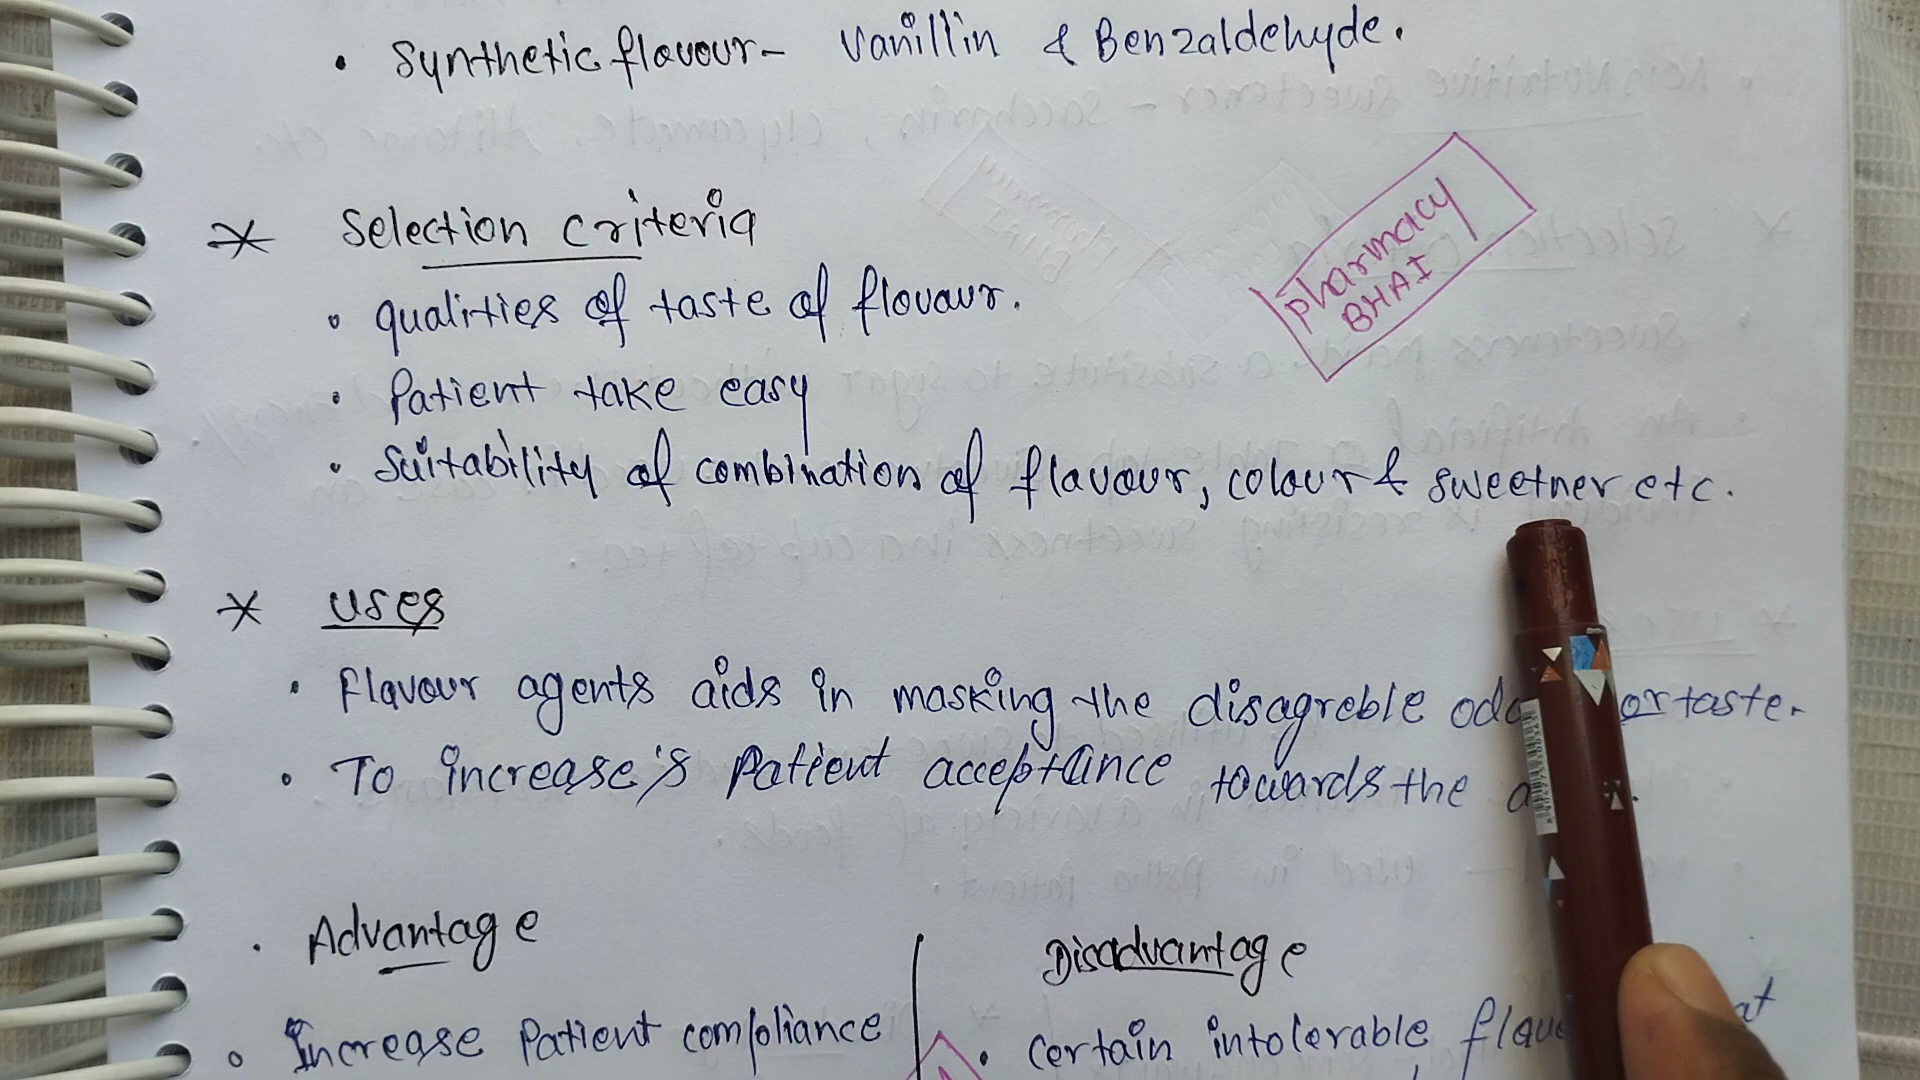 • Synthetic flavour- Vanillin & Benzaldehyde.
* Selection criteria
• qualities of taste of flovaur.
• Patient take easy
• Suitability of combination of flavour, colour & sweetner etc.
pharmacy
BHAI
* uses
• Flavour agents aids in masking the disagreble or taste.
• To increase's Patient acceptance towards the
• Advantage
Disadvantage
• Increase Patient compliance
• Certain intolerable